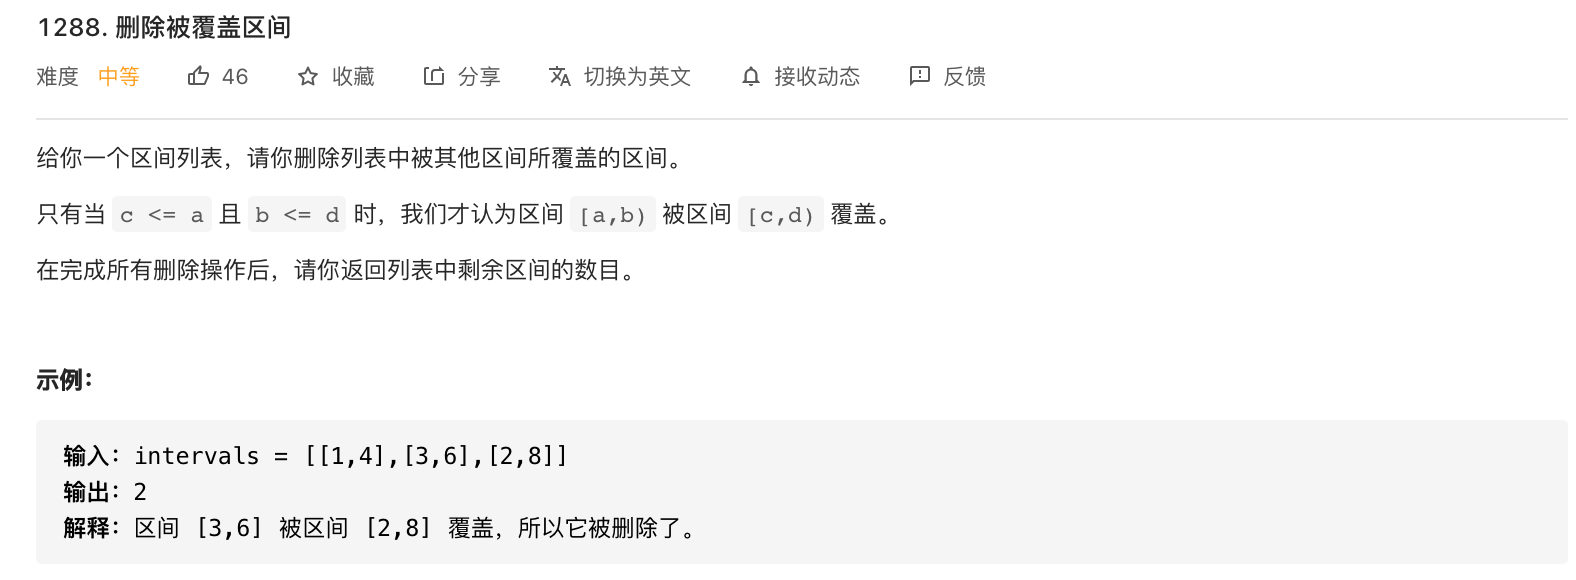 1288. 删除被覆盖区间
难度 中等 46 收藏 分享 切换为英文 接收动态 反馈
给你一个区间列表，请你删除列表中被其他区间所覆盖的区间。
只有当 c <= a 且 b <= d 时，我们才认为区间 [a,b) 被区间 [c,d) 覆盖。
在完成所有删除操作后，请你返回列表中剩余区间的数目。
示例：
输入：intervals = [[1,4],[3,6],[2,8]]
输出：2
解释：区间 [3,6] 被区间 [2,8] 覆盖，所以它被删除了。